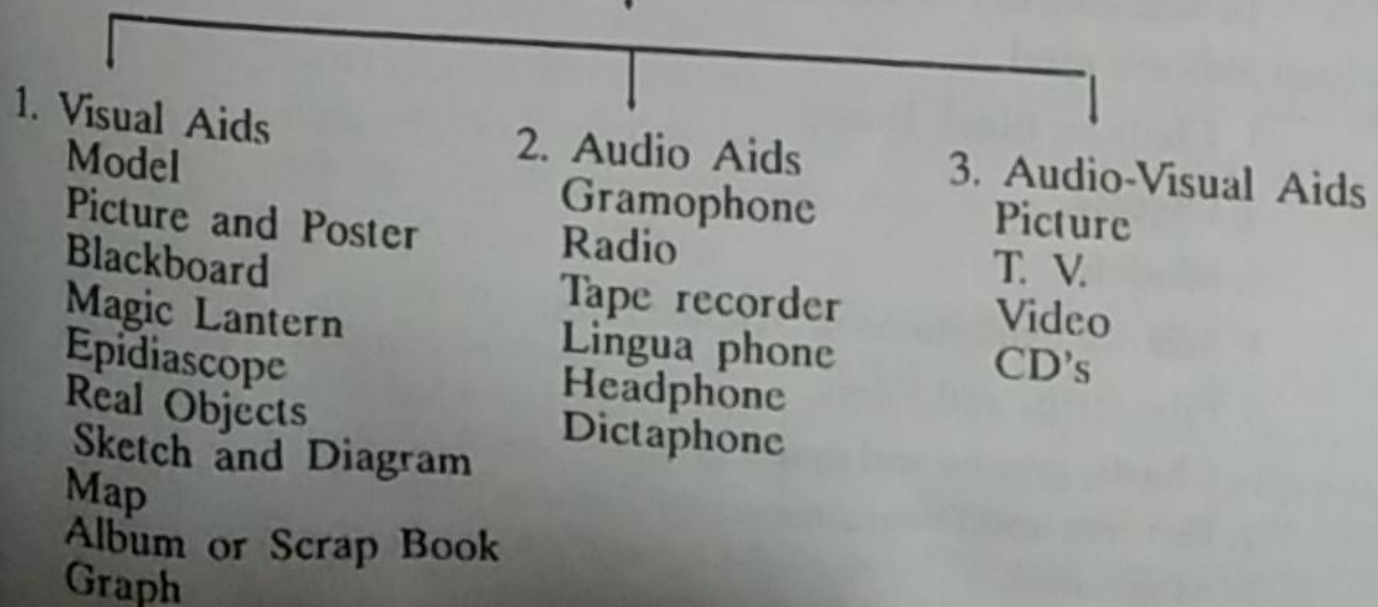 1. Visual Aids
Model
Picture and Poster
Blackboard
Magic Lantern
Epidiascope
Real Objects
Sketch and Diagram
Map
Album or Scrap Book
Graph
2. Audio Aids
Gramophone
Radio
Tape recorder
Lingua phone
Headphone
Dictaphone
3. Audio-Visual Aids
Picture
T. V.
Video
CD's